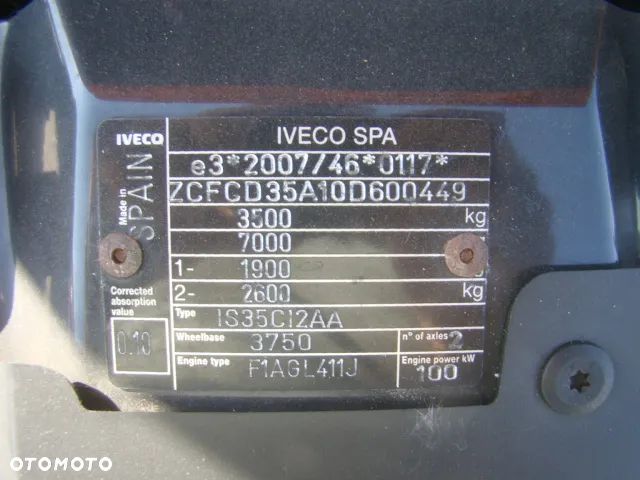 IVECO
IVECO SPA
Made in SPAIN
e3*2007/46*0117*
ZCFCD35A10D600449
3500 kg
7000
1- 1900
2- 2600 kg
Corrected
absorption
value
0.10
Type IS35CI2AA
Wheelbase 3750
n° of axles 2
Engine type F1AGL411J
Engine power kW
100
OTOMOTO